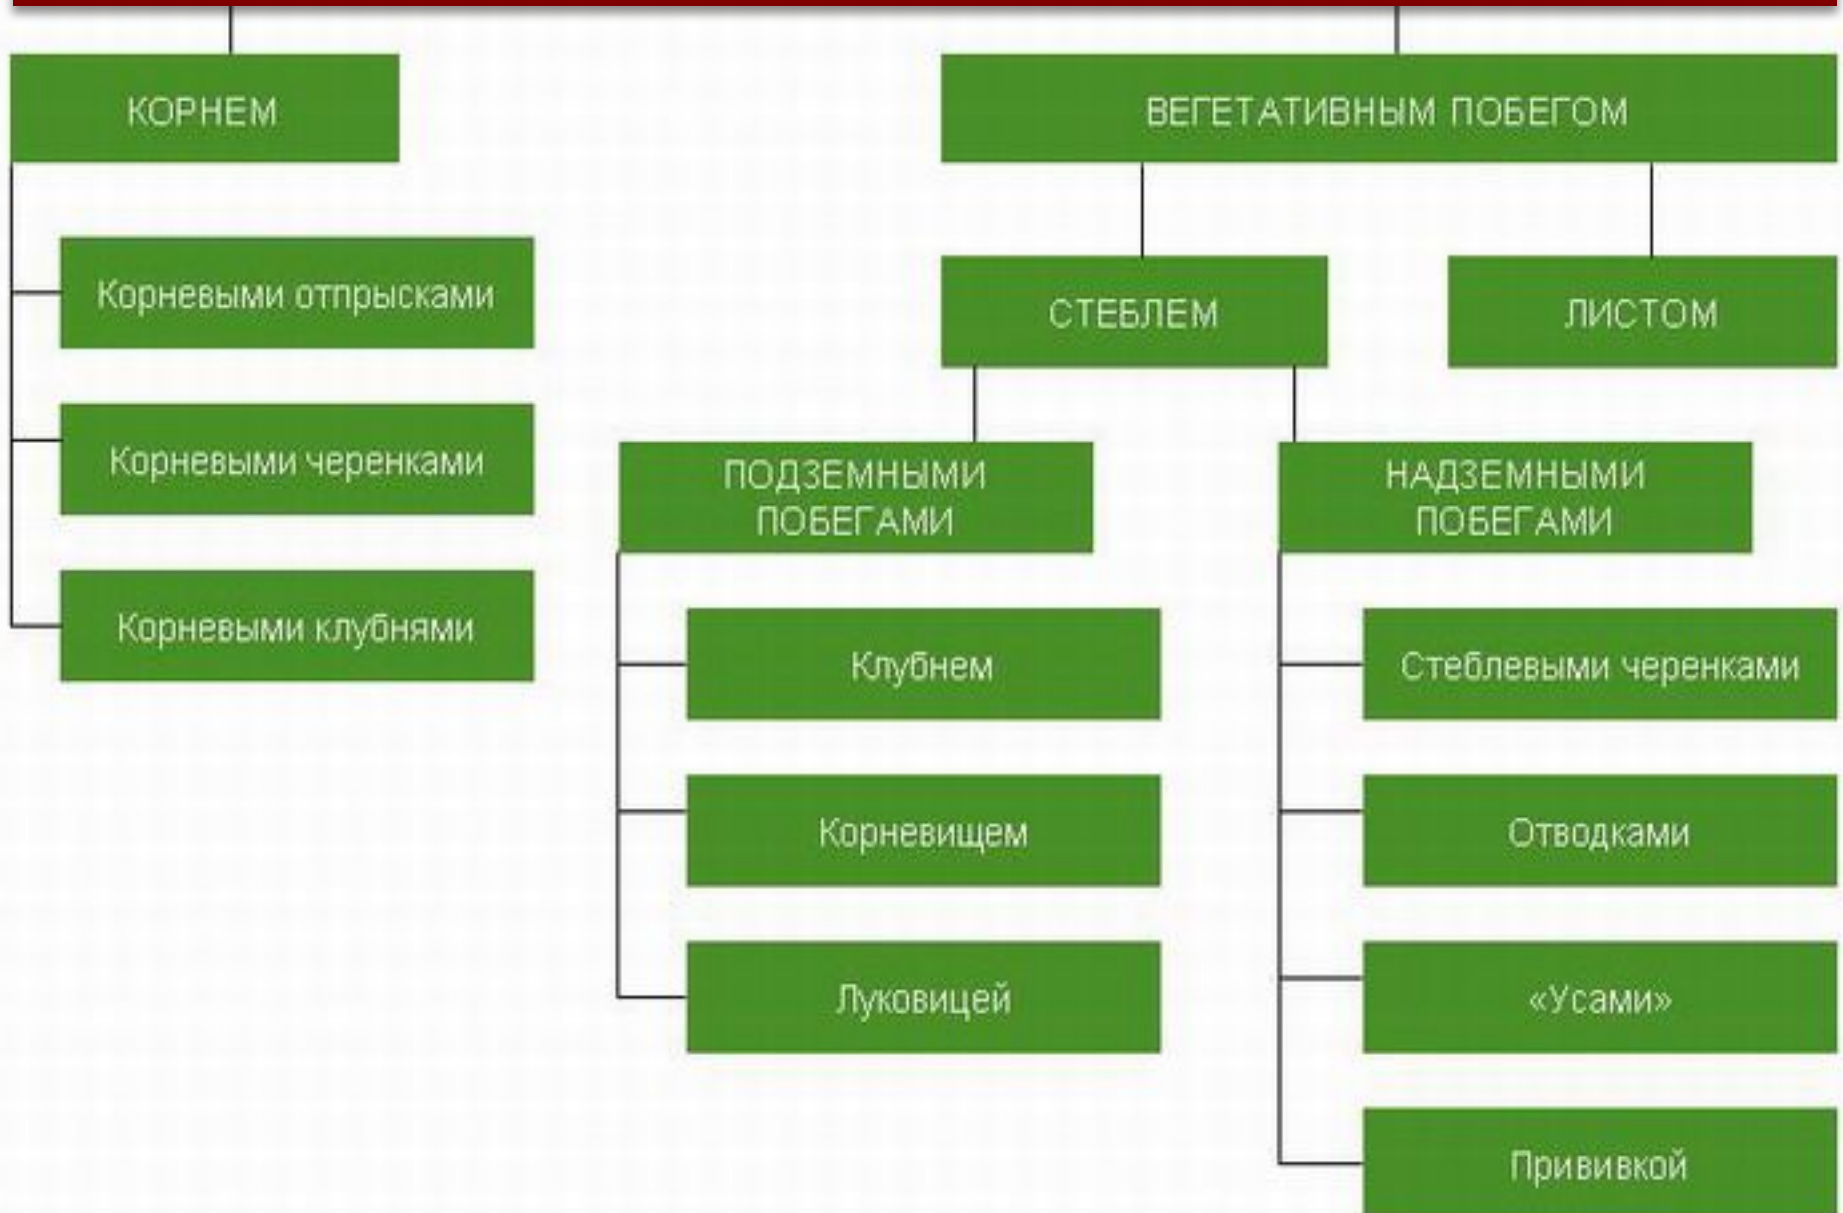 КОРНЕМ
Корневыми отпрысками
Корневыми черенками
Корневыми клубнями
ВЕГЕТАТИВНЫМ ПОБЕГОМ
СТЕБЛЕМ
ЛИСТОМ
ПОДЗЕМНЫМИ
ПОБЕГАМИ
Клубнем
Корневищем
Луковицей
НАДЗЕМНЫМИ
ПОБЕГАМИ
Стеблевыми черенками
Отводками
«Усами»
Прививкой